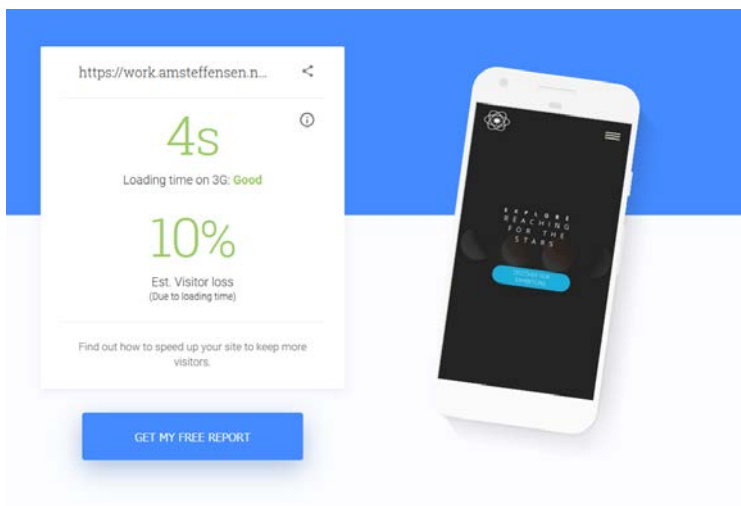 https://work.amsteffensen.n...
4s
Loading time on 3G: Good
10%
Est. Visitor loss
(Due to loading time)
Find out how to speed up your site to keep more
visitors.
GET MY FREE REPORT
EXPLORE
REACHING
FOR THE
STARS